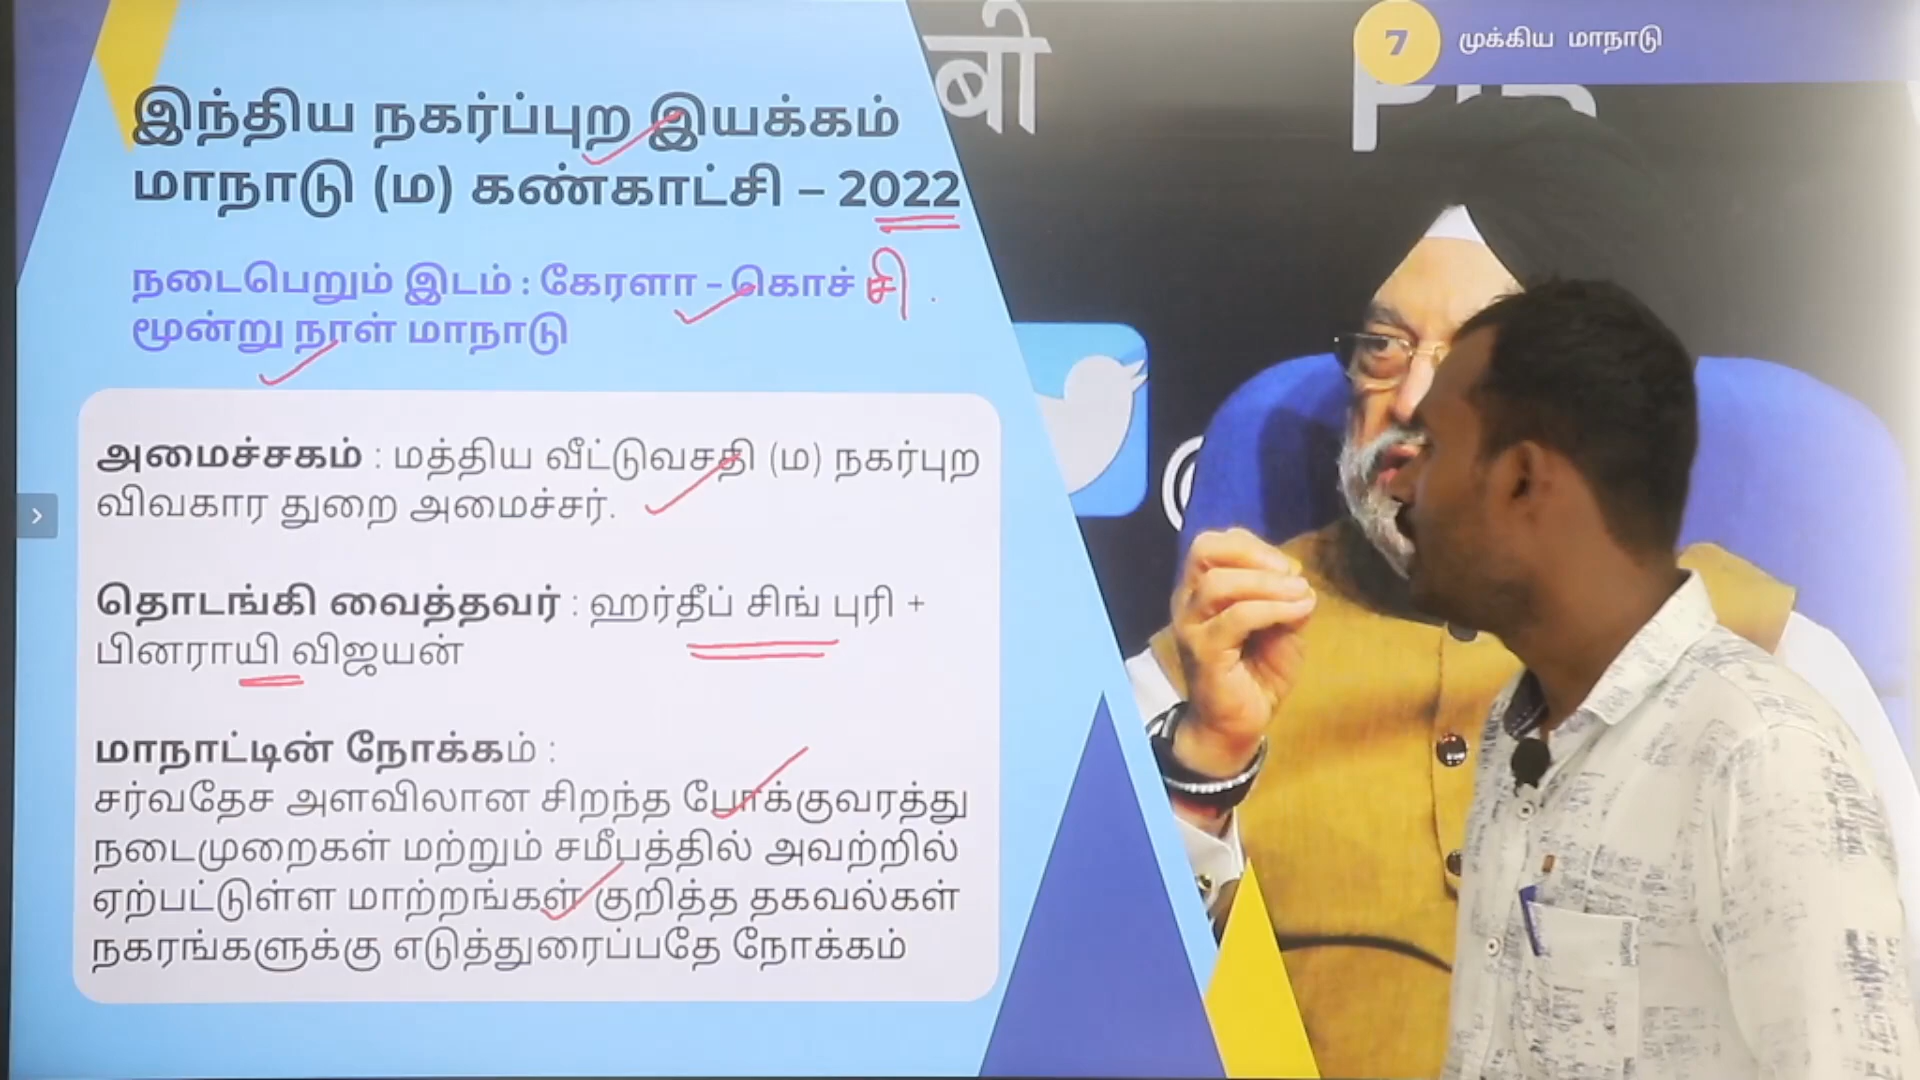 बी
PIB
7 முக்கிய மாநாடு
இந்திய நகர்ப்புற இயக்கம்
மாநாடு (ம) கண்காட்சி – 2022
நடைபெறும் இடம் : கேரளா – கொச்சி
மூன்று நாள் மாநாடு
அமைச்சகம் : மத்திய வீட்டுவசதி (ம) நகர்புற
விவகார துறை அமைச்சர்.
தொடங்கி வைத்தவர் : ஹர்தீப் சிங் புரி +
பினராயி விஜயன்
மாநாட்டின் நோக்கம் :
சர்வதேச அளவிலான சிறந்த போக்குவரத்து
நடைமுறைகள் மற்றும் சமீபத்தில் அவற்றில்
ஏற்பட்டுள்ள மாற்றங்கள் குறித்த தகவல்கள்
நகரங்களுக்கு எடுத்துரைப்பதே நோக்கம்